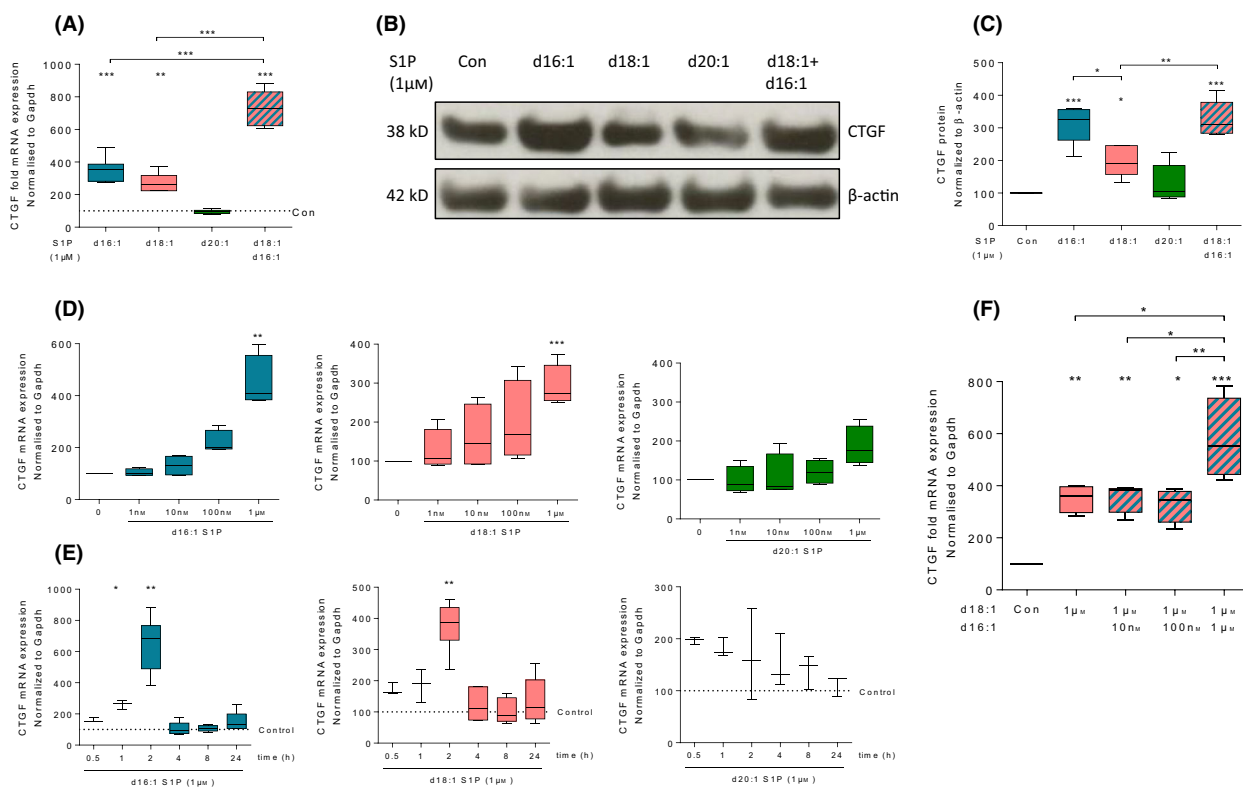 (A)
CTGF fold mRNA expression
Normalised to Gapdh
1000
800
600
400
200
0
***
***
***
**
***
Con
S1P
(1µM)
d16:1
d18:1
d20:1
d18:1
d16:1
(B)
S1P
(1µM)
Con
d16:1
d18:1
d20:1
d18:1+
d16:1
38 kD
CTGF
42 kD
β-actin
(C)
CTGF protein
Normalized to β-actin
500
400
300
200
100
0
*
**
***
*
***
S1P
(1µM)
Con
d16:1
d18:1
d20:1
d18:1
d16:1
(D)
CTGF mRNA expression
Normalised to Gapdh
600
400
200
0
**
0
1nM
10nM
100nM
1µM
d16:1 S1P
CTGF mRNA expression
Normalised to Gapdh
400
300
200
100
0
***
0
1nM
10nM
100nM
1µM
d18:1 S1P
CTGF mRNA expression
Normalised to Gapdh
400
300
200
100
0
0
1nM
10nM
100nM
1µM
d20:1 S1P
(E)
CTGF mRNA expression
Normalized to Gapdh
1000
800
600
400
200
0
*
**
Control
0.5
1
2
4
8
24
time (h)
d16:1 S1P (1µM)
CTGF mRNA expression
Normalized to Gapdh
500
400
300
200
100
0
**
Control
0.5
1
2
4
8
24
time (h)
d18:1 S1P (1µM)
CTGF mRNA expression
Normalized to Gapdh
300
200
100
0
Control
0.5
1
2
4
8
24
time (h)
d20:1 S1P (1µM)
(F)
CTGF fold mRNA expression
Normalised to Gapdh
800
600
400
200
0
*
*
**
**
**
*
***
d18:1
Con
1µM
1µM
1µM
1µM
d16:1
10nM
100nM
1µM